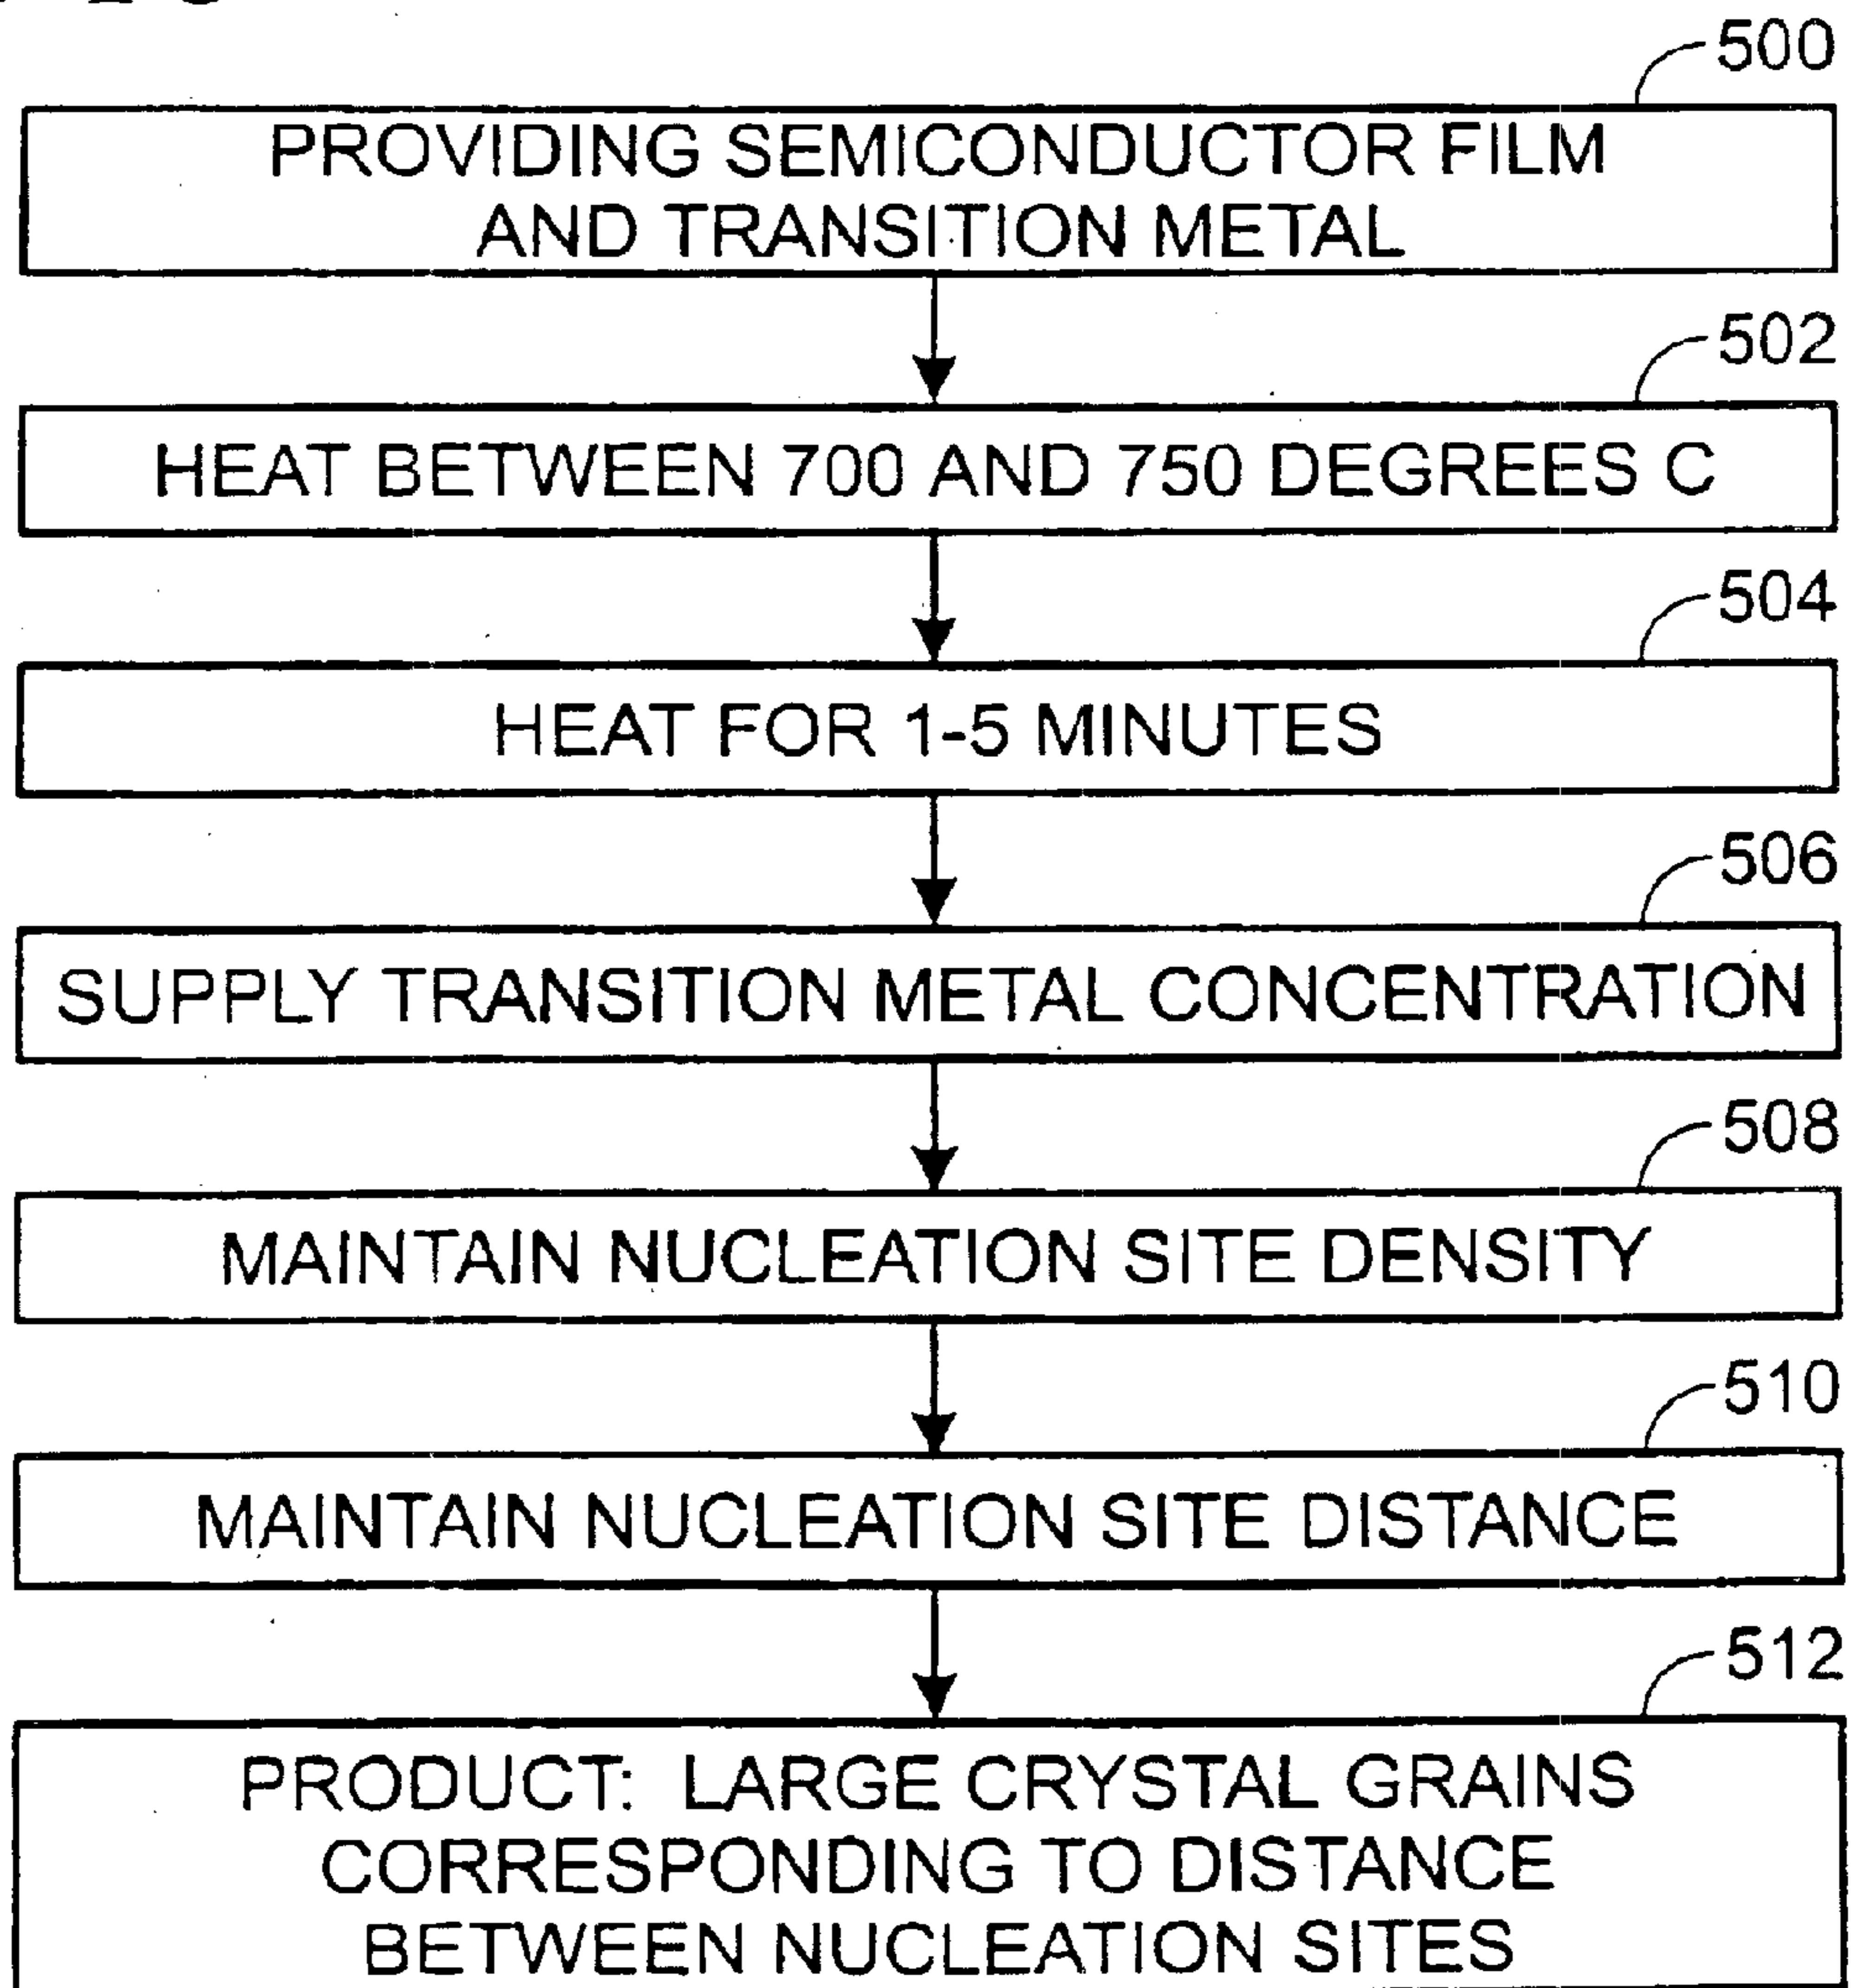 500
PROVIDING SEMICONDUCTOR FILM
AND TRANSITION METAL
502
HEAT BETWEEN 700 AND 750 DEGREES C
504
HEAT FOR 1-5 MINUTES
506
SUPPLY TRANSITION METAL CONCENTRATION
508
MAINTAIN NUCLEATION SITE DENSITY
510
MAINTAIN NUCLEATION SITE DISTANCE
512
PRODUCT: LARGE CRYSTAL GRAINS
CORRESPONDING TO DISTANCE
BETWEEN NUCLEATION SITES